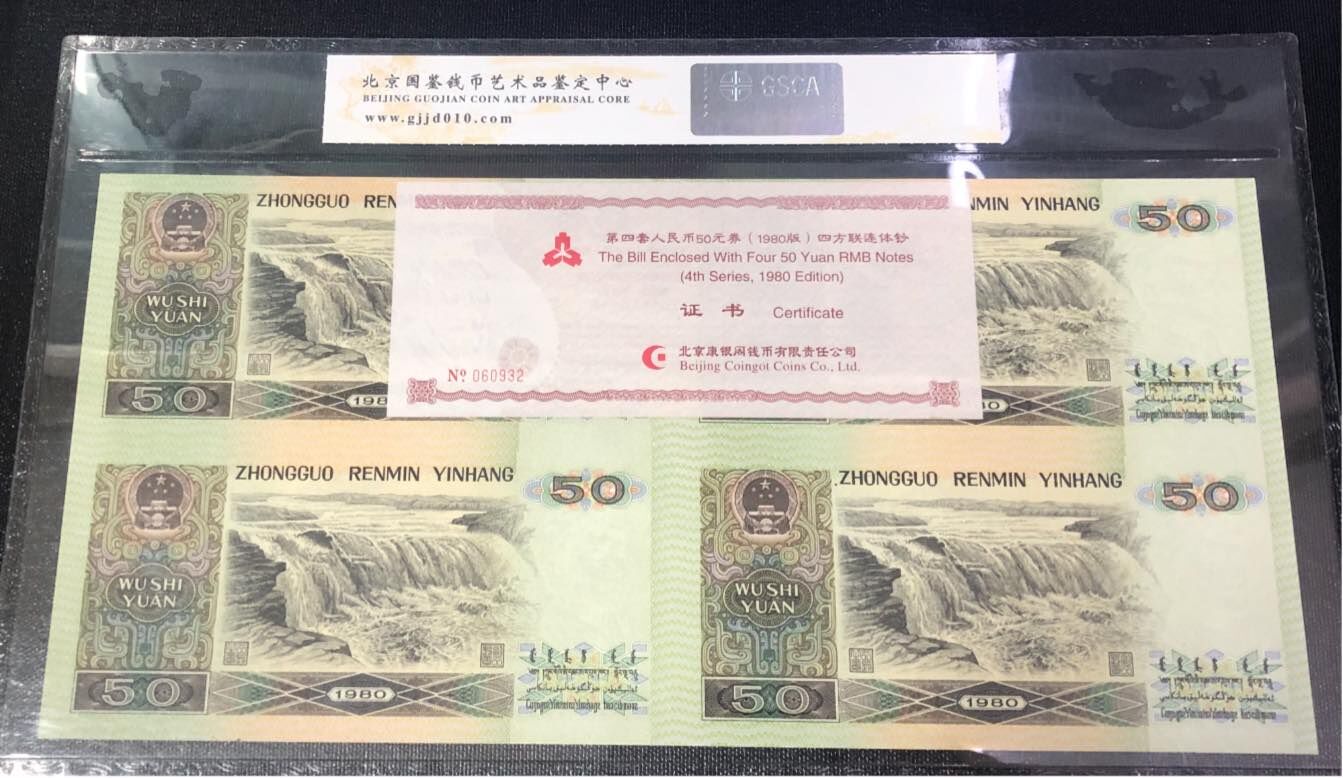 北京国鉴钱币艺术品鉴定中心
BEIJING GUOJIAN COIN ART APPRAISAL CORE
www.gjjd010.com
GSCA
ZHONGGUO REN
MIN YINHANG
50
WU SHI
YUAN
50
198
80
第四套人民币50元券（1980版）四方联连体钞
The Bill Enclosed With Four 50 Yuan RMB Notes
(4th Series, 1980 Edition)
证书 Certificate
北京康银阁钱币有限责任公司
Beijing Coingot Coins Co., Ltd.
Nº 060932
ZHONGGUO RENMIN YINHANG
50
WU SHI
YUAN
50
1980
ZHONGGUO RENMIN YINHANG
50
WU SHI
YUAN
50
1980